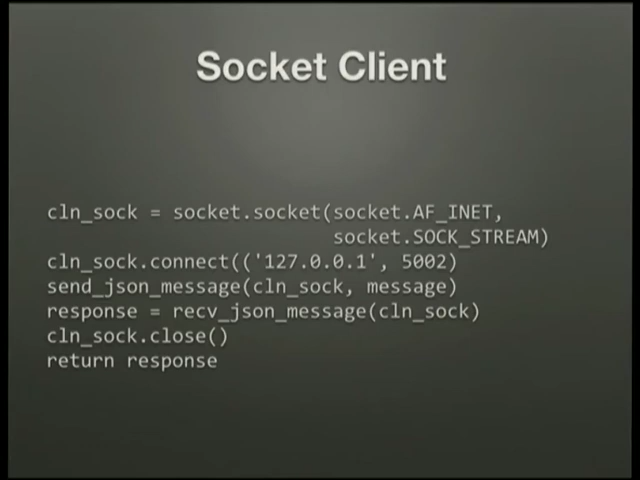 Socket Client
cln_sock = socket.socket(socket.AF_INET,
socket.SOCK_STREAM)
cln_sock.connect(('127.0.0.1', 5002)
send_json_message(cln_sock, message)
response = recv_json_message(cln_sock)
cln_sock.close()
return response